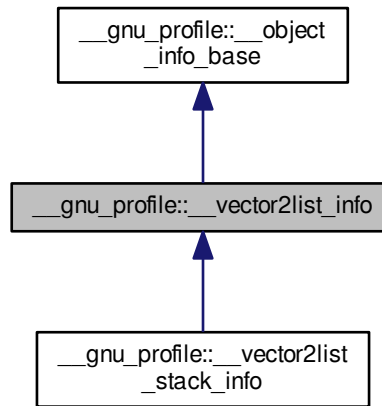 __gnu_profile::__object
_info_base
__gnu_profile::__vector2list_info
__gnu_profile::__vector2list
_stack_info